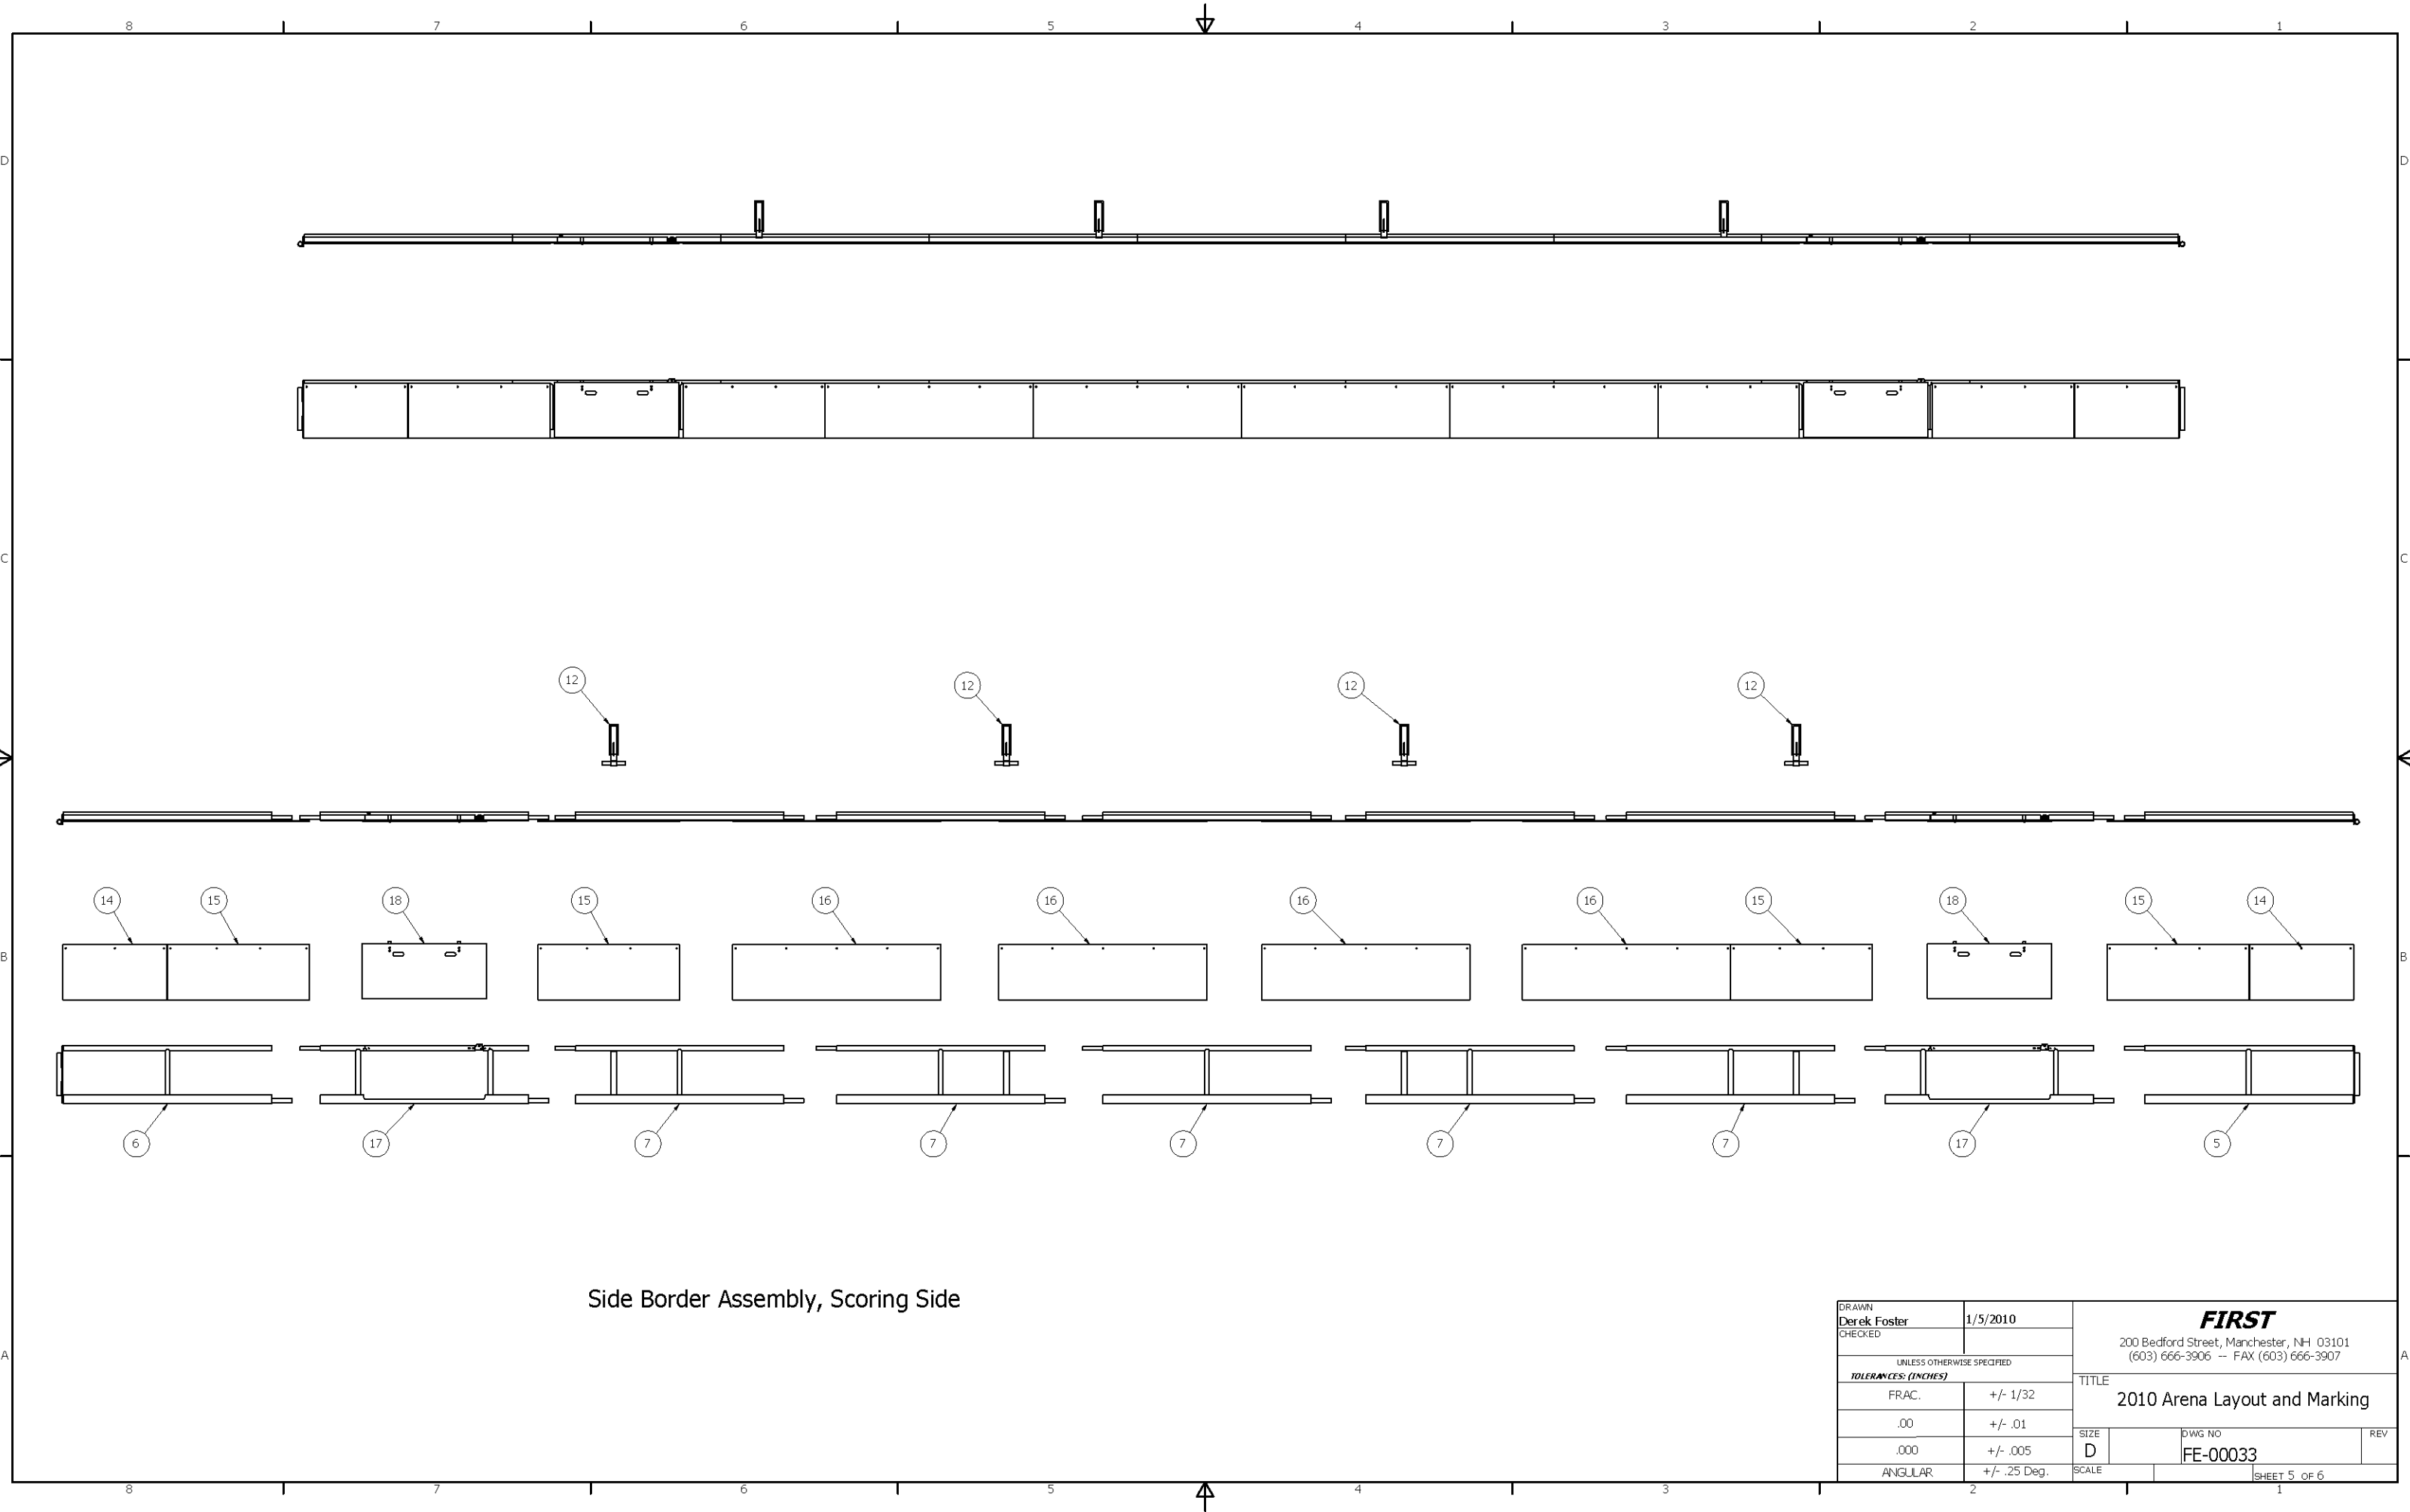 8 7 6 5 4 3 2 1
D D
C C
12 12 12 12
14 15 18 15 16 16 16 16 15 18 15 14
B B
6 17 7 7 7 7 7 17 5
Side Border Assembly, Scoring Side
A A
DRAWN
Derek Foster 1/5/2010
CHECKED
UNLESS OTHERWISE SPECIFIED
TOLERANCES: (INCHES)
FRAC. +/- 1/32
.00 +/- .01
.000 +/- .005
ANGULAR +/- .25 Deg.
FIRST
200 Bedford Street, Manchester, NH 03101
(603) 666-3906 -- FAX (603) 666-3907
TITLE
2010 Arena Layout and Marking
SIZE
D
DWG NO
FE-00033
REV
SCALE
SHEET 5 OF 6
8 7 6 5 4 3 2 1